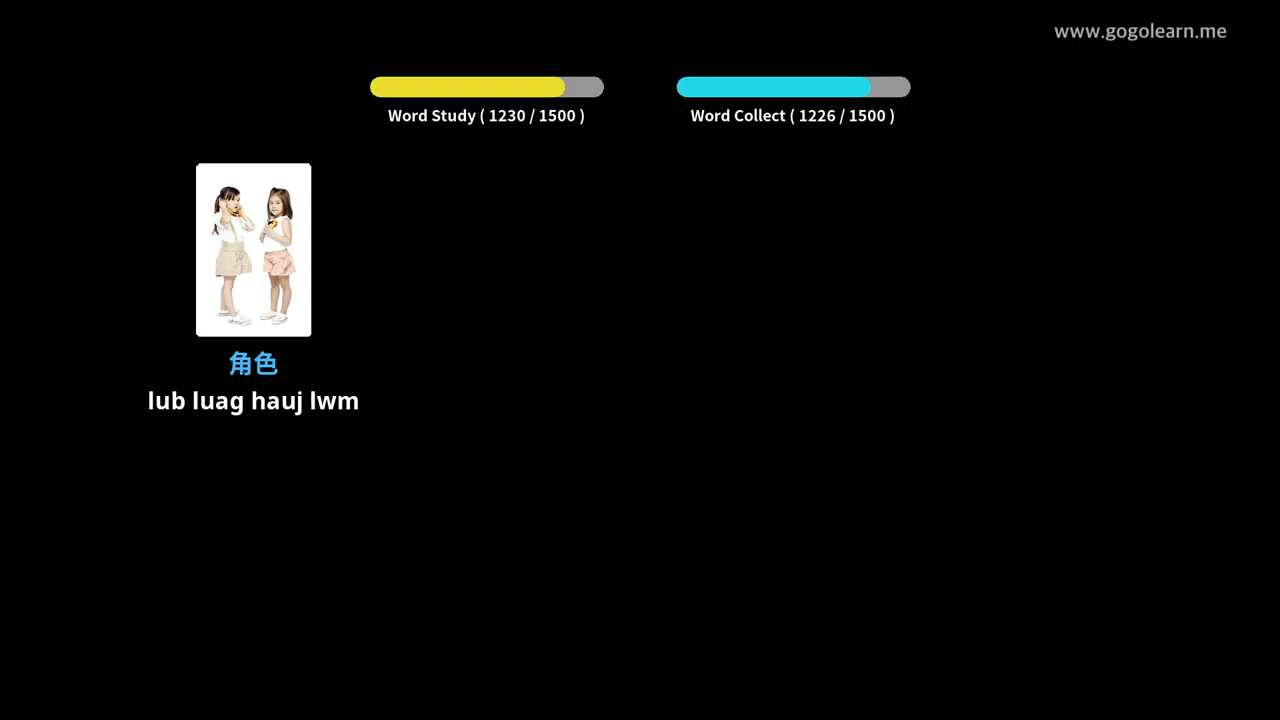 www.gogolearn.me
Word Study ( 1230 / 1500 )
Word Collect ( 1226 / 1500 )
角色
lub luag hauj lwm